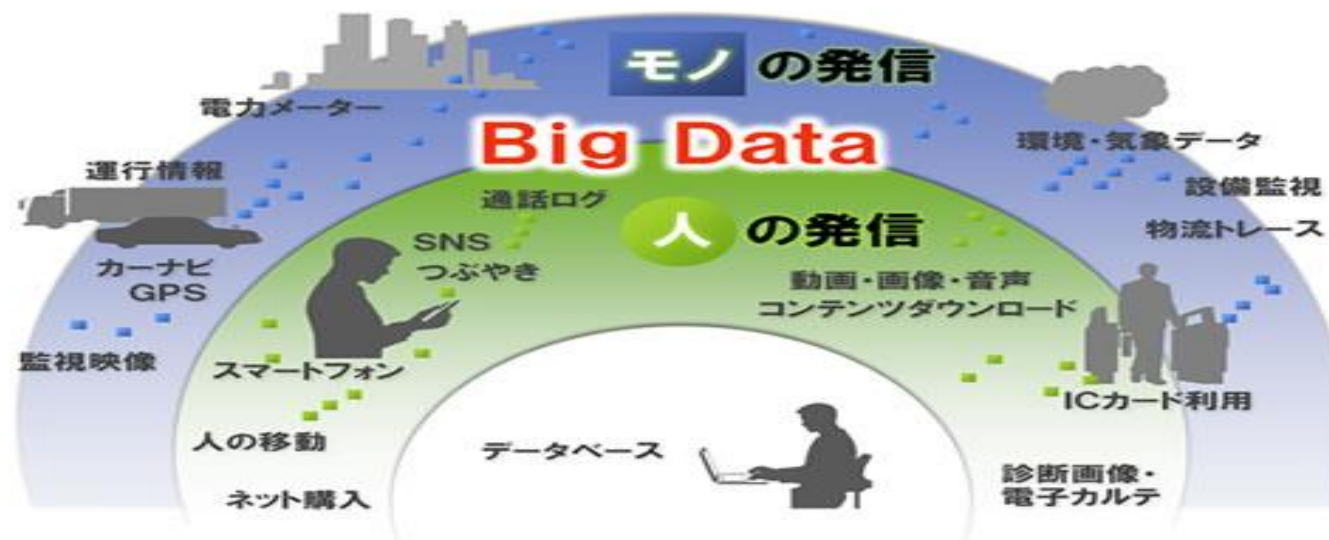 モノの発信
電力メーター
Big Data
環境・気象データ
運行情報
設備監視
通話ログ
人の発信
物流トレース
SNS
つぶやき
カーナビ
GPS
動画・画像・音声
コンテンツダウンロード
監視映像
スマートフォン
ICカード利用
人の移動
データベース
診断画像・
電子カルテ
ネット購入